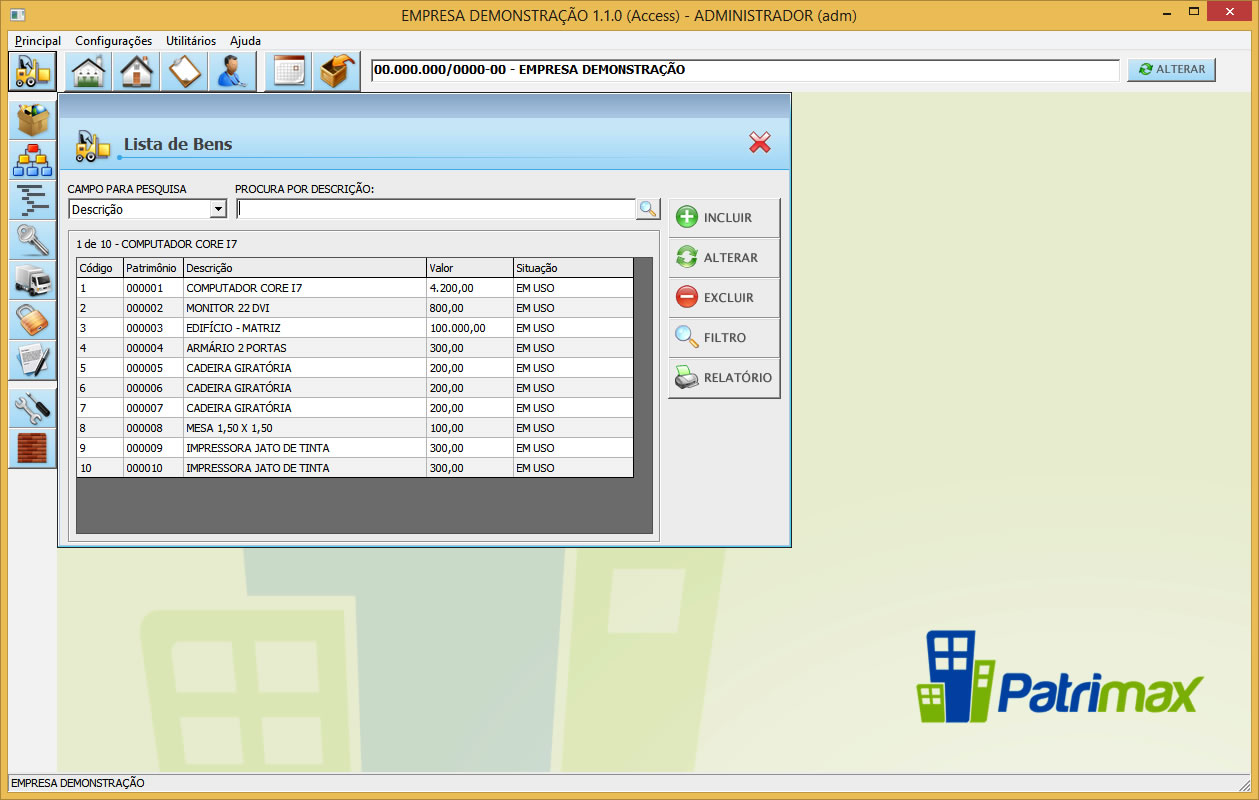 EMPRESA DEMONSTRAÇÃO 1.1.0 (Access) - ADMINISTRADOR (adm)
Principal Configurações Utilitários Ajuda
00.000.000/0000-00 - EMPRESA DEMONSTRAÇÃO ALTERAR
Lista de Bens
CAMPO PARA PESQUISA PROCURA POR DESCRIÇÃO:
Descrição
1 de 10 - COMPUTADOR CORE I7
Código Patrimônio Descrição Valor Situação
1 000001 COMPUTADOR CORE I7 4.200,00 EM USO
2 000002 MONITOR 22 DVI 800,00 EM USO
3 000003 EDIFÍCIO - MATRIZ 100.000,00 EM USO
4 000004 ARMÁRIO 2 PORTAS 300,00 EM USO
5 000005 CADEIRA GIRATÓRIA 200,00 EM USO
6 000006 CADEIRA GIRATÓRIA 200,00 EM USO
7 000007 CADEIRA GIRATÓRIA 200,00 EM USO
8 000008 MESA 1,50 X 1,50 100,00 EM USO
9 000009 IMPRESSORA JATO DE TINTA 300,00 EM USO
10 000010 IMPRESSORA JATO DE TINTA 300,00 EM USO
INCLUIR
ALTERAR
EXCLUIR
FILTRO
RELATÓRIO
Patrimax
EMPRESA DEMONSTRAÇÃO